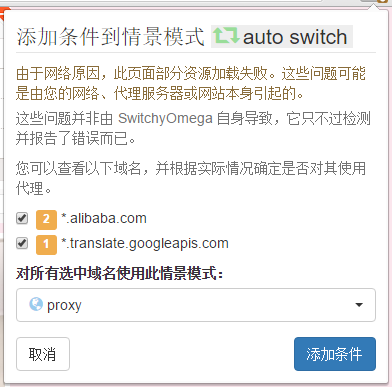 添加条件到情景模式 auto switch
由于网络原因，此页面部分资源加载失败。这些问题可能
是由您的网络、代理服务器或网站本身引起的。
这些问题并非由 SwitchyOmega 自身导致，它只不过检测
并报告了错误而已。
您可以查看以下域名，并根据实际情况确定是否对其使用
代理。
2 *.alibaba.com
1 *.translate.googleapis.com
对所有选中域名使用此情景模式：
proxy
取消 添加条件